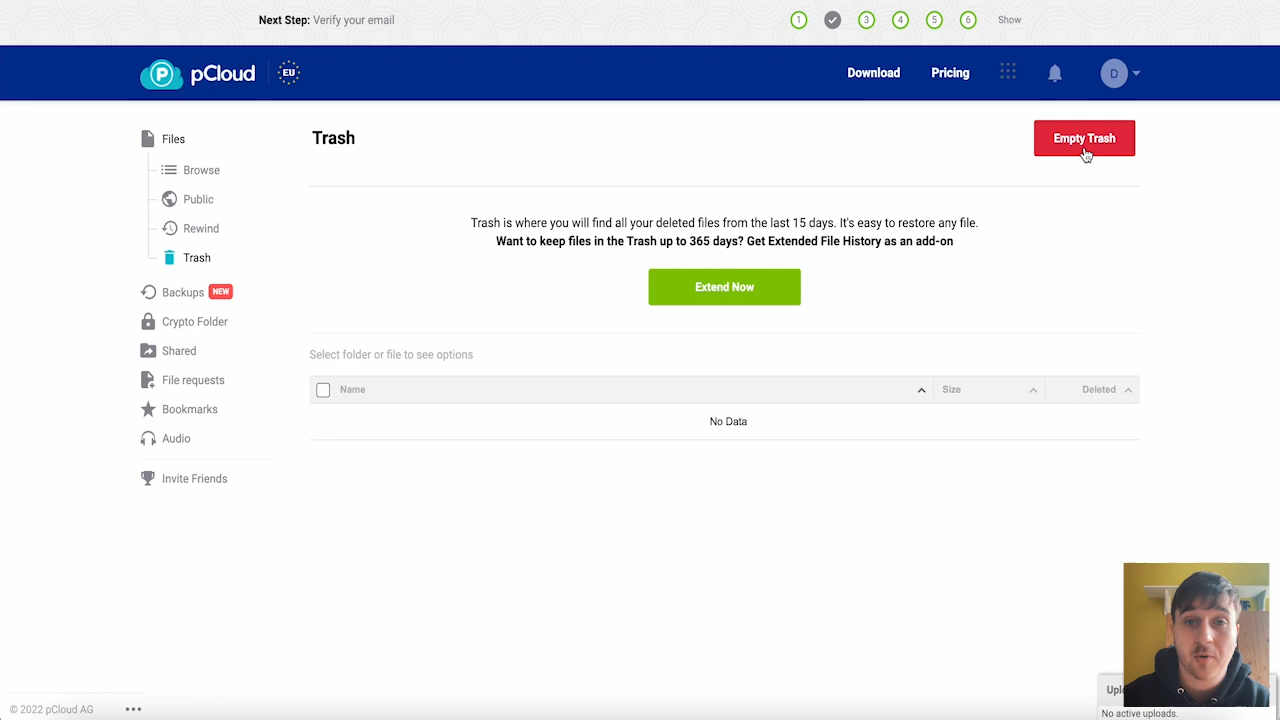 Next Step: Verify your email
1
3
4
5
6
Show
P
pCloud
EU
Download
Pricing
D
Files
Browse
Public
Rewind
Trash
Backups NEW
Crypto Folder
Shared
File requests
Bookmarks
Audio
Invite Friends
Trash
Empty Trash
Trash is where you will find all your deleted files from the last 15 days. It's easy to restore any file.
Want to keep files in the Trash up to 365 days? Get Extended File History as an add-on
Extend Now
Select folder or file to see options
Name
Size
Deleted
No Data
No active uploads.
© 2022 pCloud AG